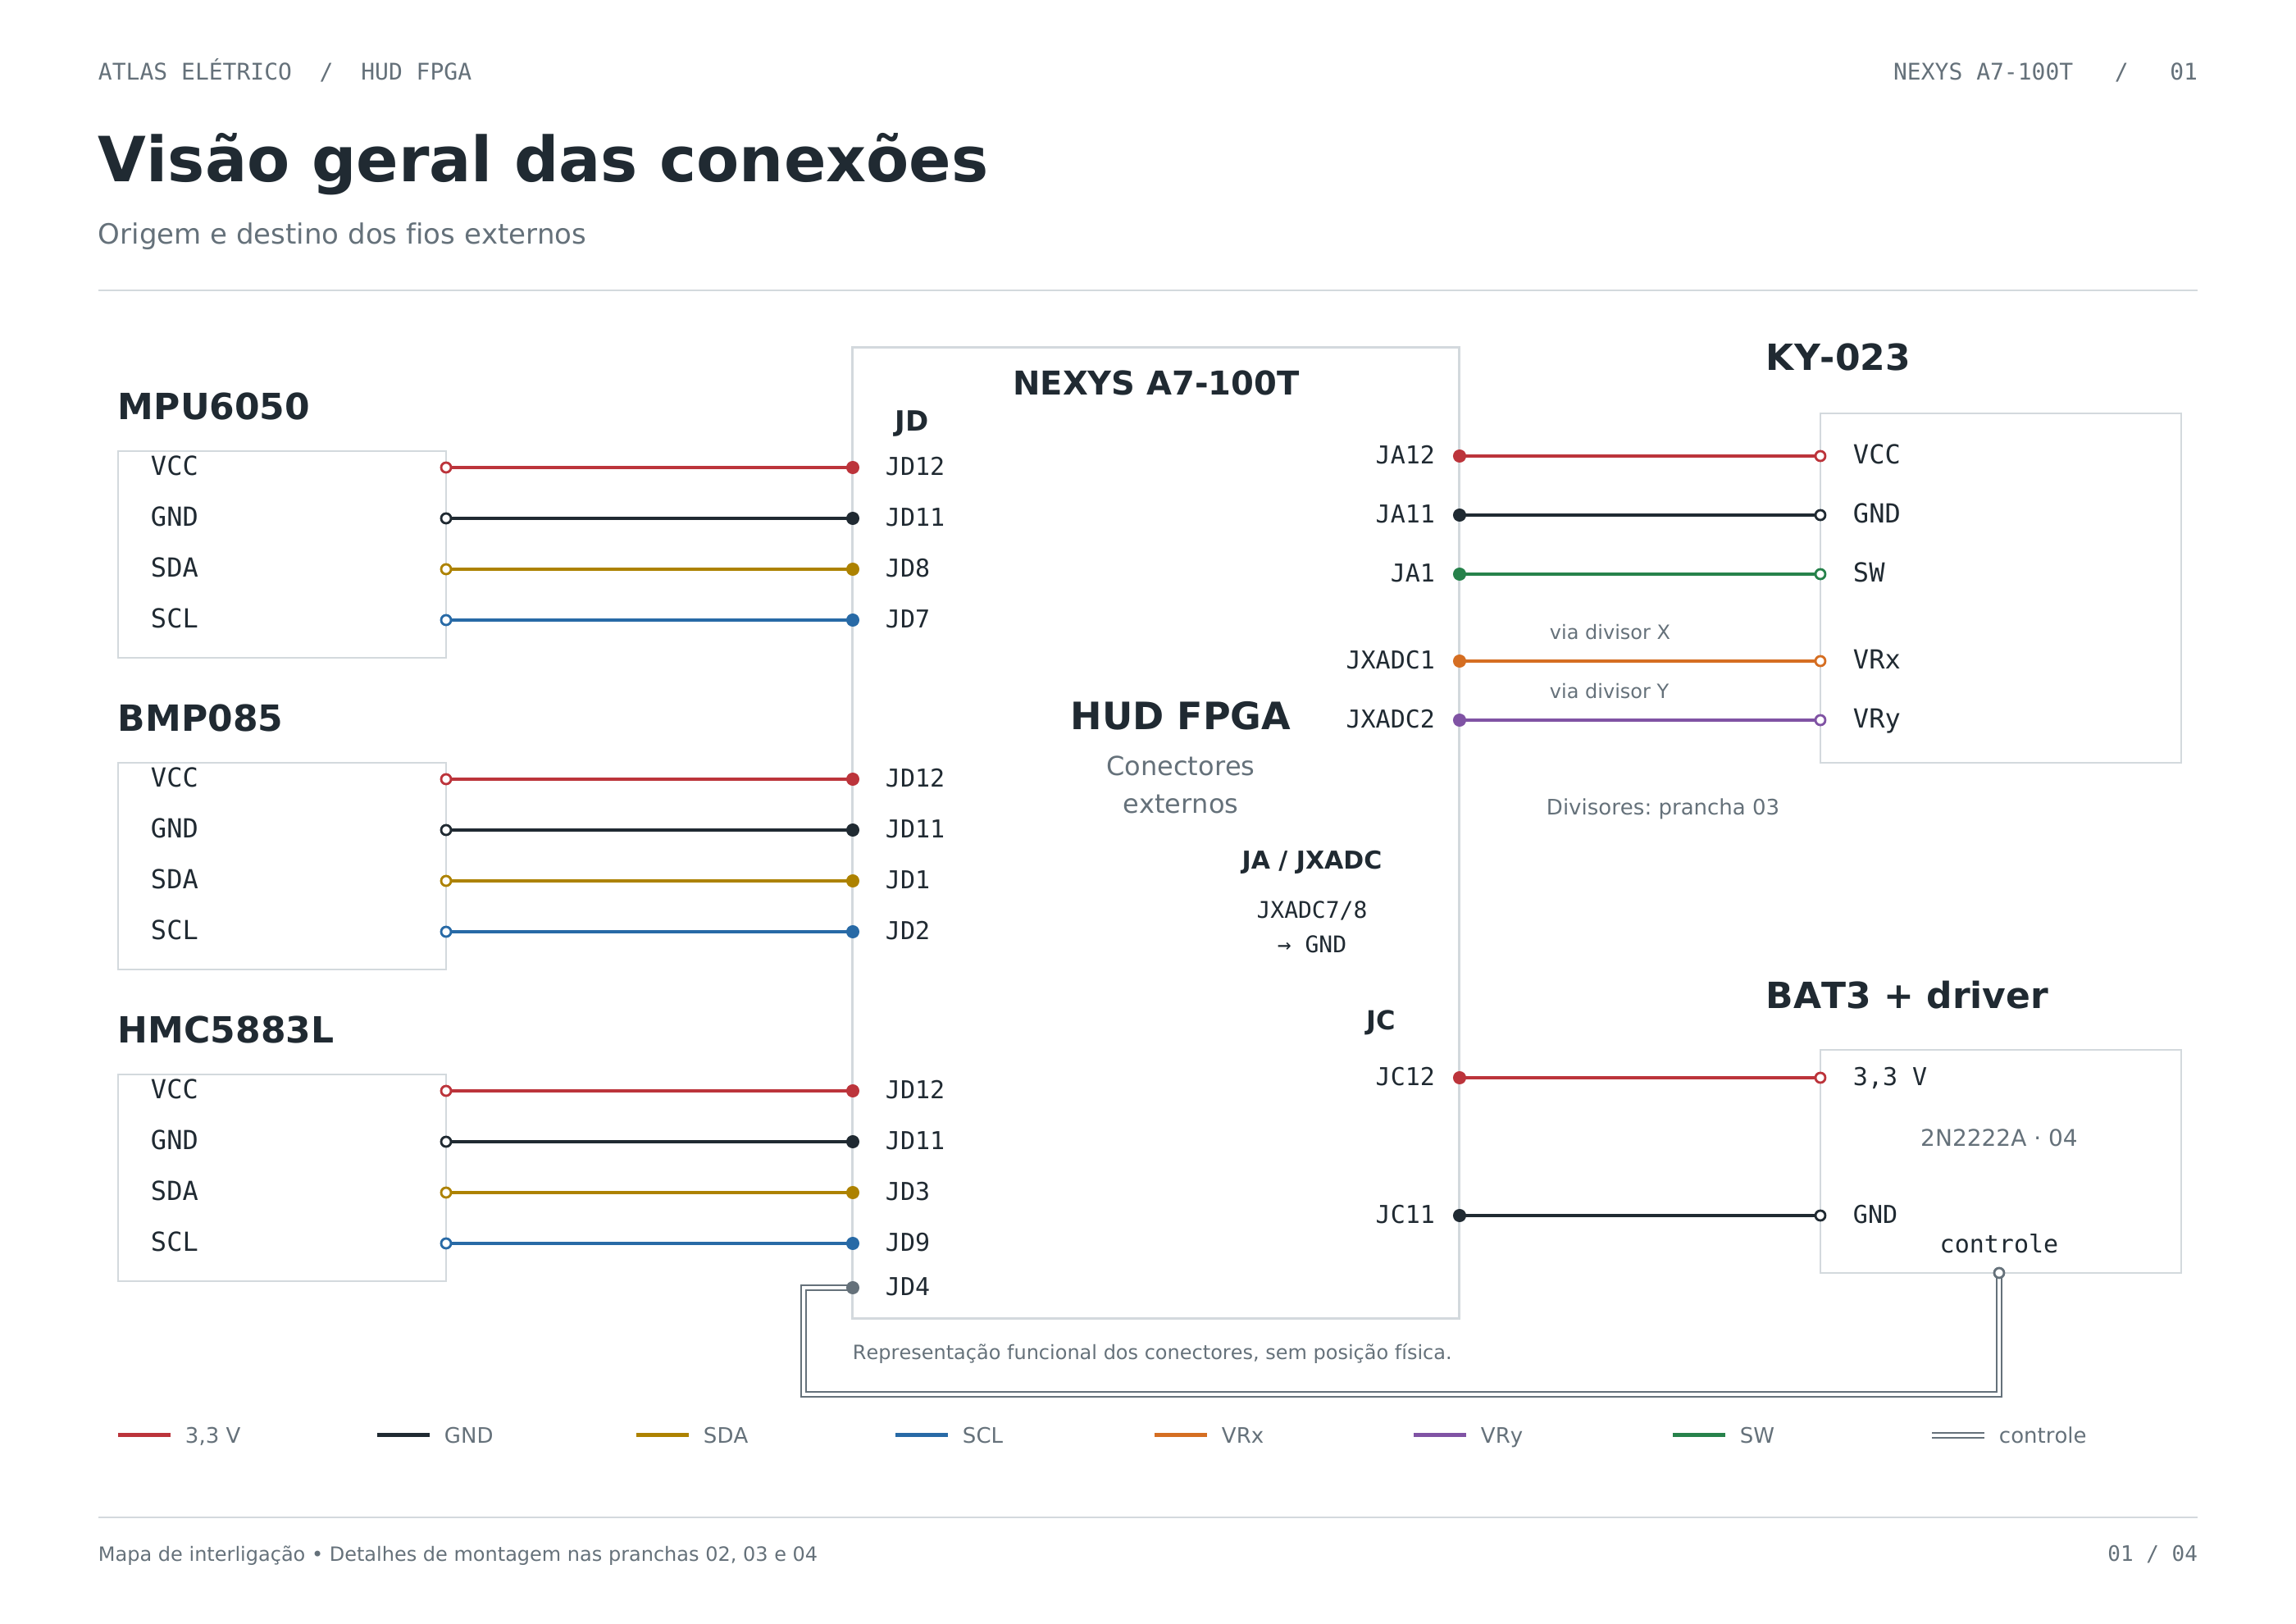 ATLAS ELÉTRICO / HUD FPGA
NEXYS A7-100T / 01
Visão geral das conexões
Origem e destino dos fios externos
MPU6050
VCC
GND
SDA
SCL
BMP085
VCC
GND
SDA
SCL
HMC5883L
VCC
GND
SDA
SCL
NEXYS A7-100T
JD
JD12
JD11
JD8
JD7
JD12
JD11
JD1
JD2
JD12
JD11
JD3
JD9
JD4
HUD FPGA
Conectores
externos
JA / JXADC
JXADC7/8
→ GND
JC
JA12
JA11
JA1
JXADC1
JXADC2
JC12
JC11
via divisor X
via divisor Y
Divisores: prancha 03
KY-023
VCC
GND
SW
VRx
VRy
BAT3 + driver
3,3 V
2N2222A · 04
GND
controle
Representação funcional dos conectores, sem posição física.
3,3 V
GND
SDA
SCL
VRx
VRy
SW
controle
Mapa de interligação • Detalhes de montagem nas pranchas 02, 03 e 04
01 / 04